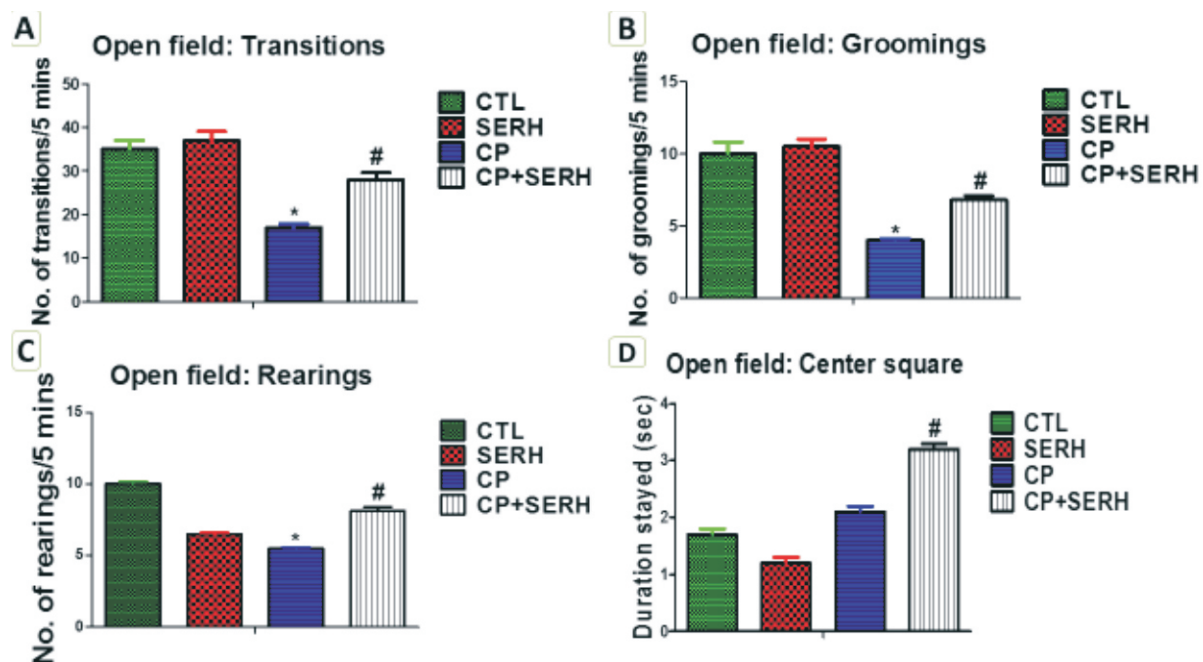 A
Open field: Transitions
No. of transitions/5 mins
50
40
30
20
10
0
*
#
CTL
SERH
CP
CP+SERH
B
Open field: Groomings
No. of groomings/5 mins
15
10
5
0
*
#
CTL
SERH
CP
CP+SERH
C
Open field: Rearings
No. of rearings/5 mins
15
10
5
0
*
#
CTL
SERH
CP
CP+SERH
D
Open field: Center square
Duration stayed (sec)
4
3
2
1
0
#
CTL
SERH
CP
CP+SERH